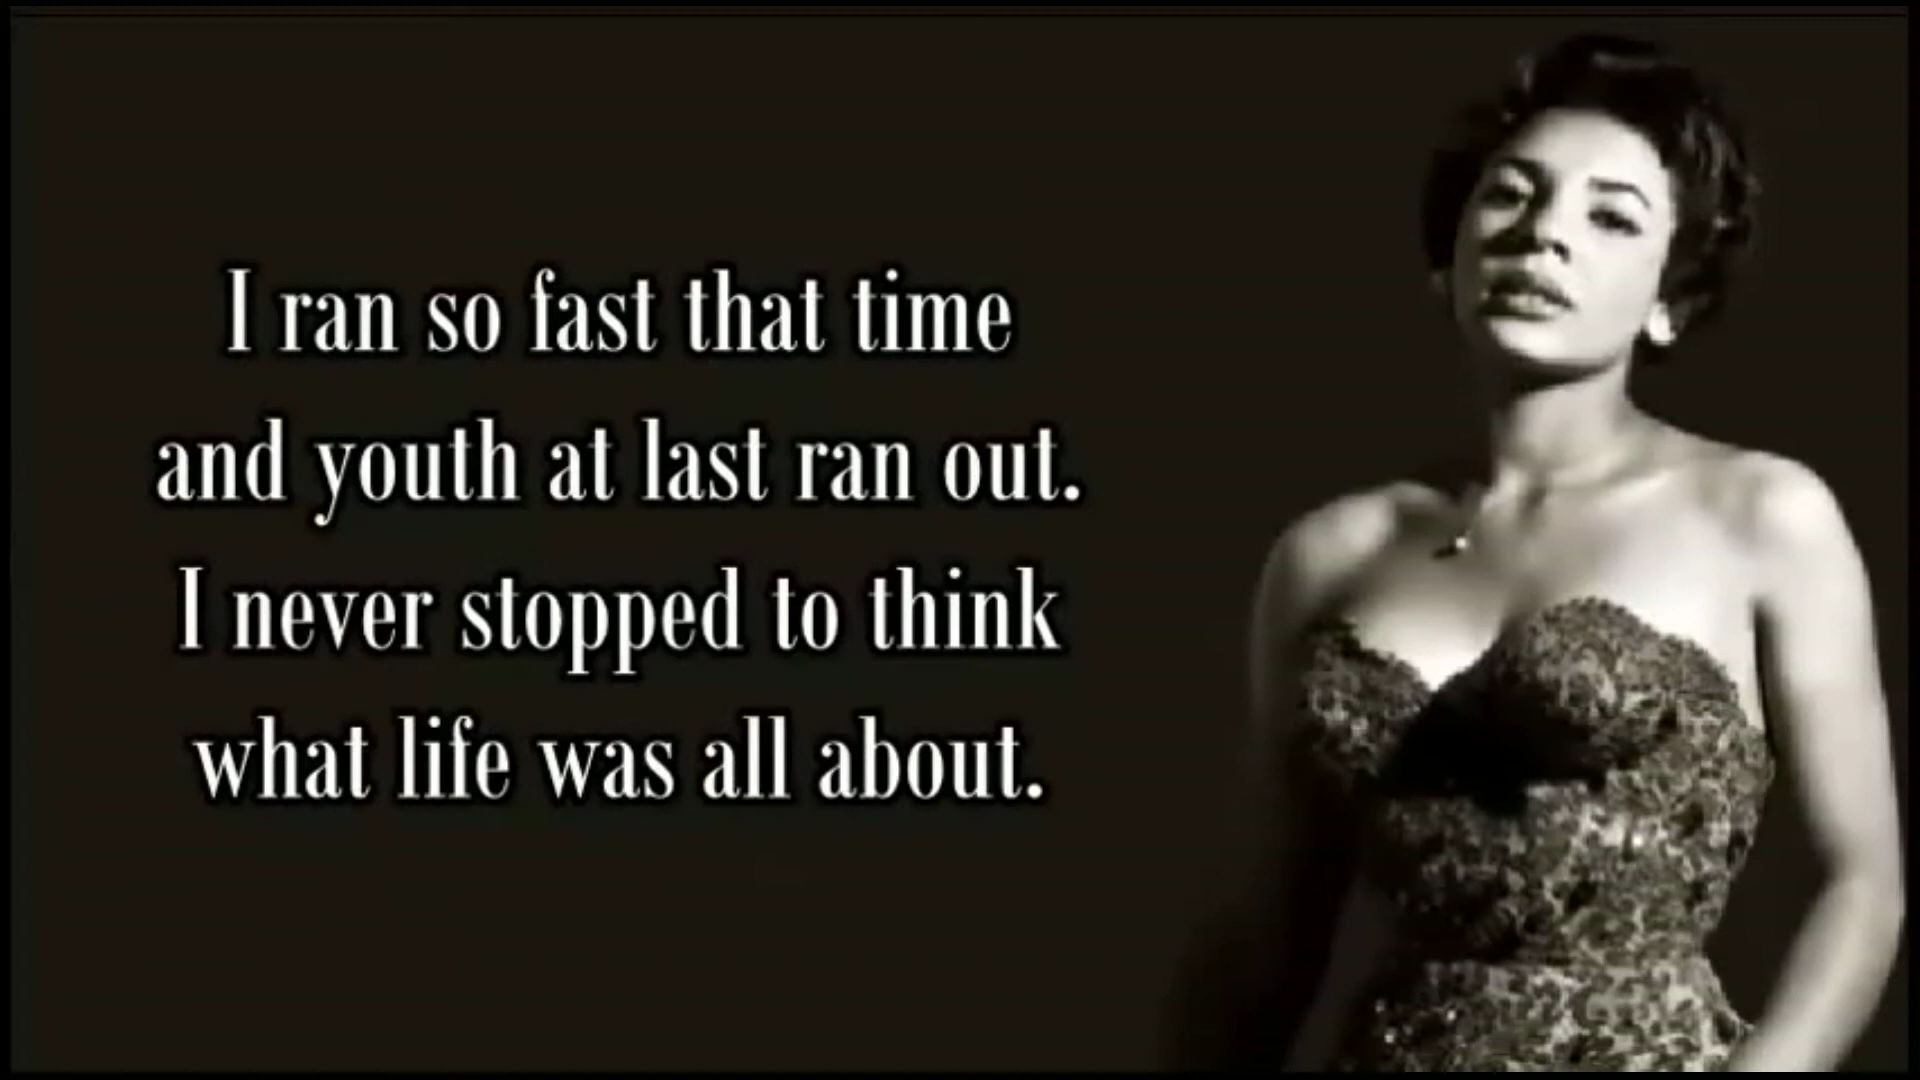 I ran so fast that time
and youth at last ran out.
I never stopped to think
what life was all about.